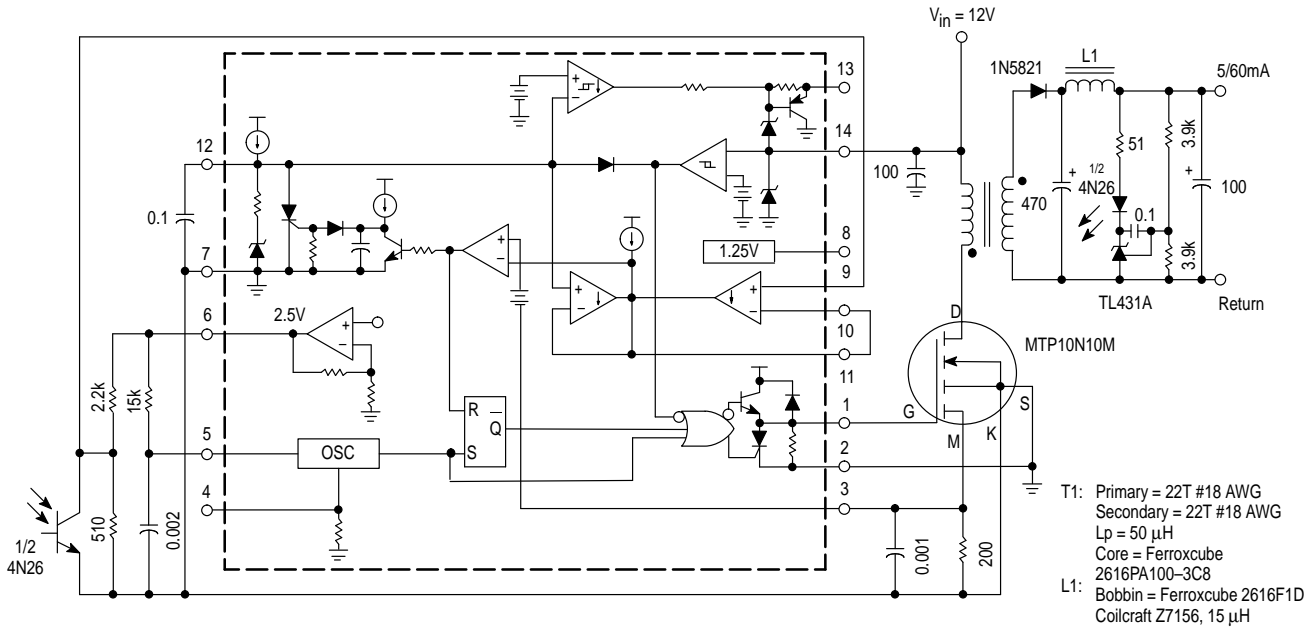 Vin = 12V
1N5821
L1
5/60mA
13
14
12
0.1
7
8
1.25V
9
10
11
100
470
51
3.9k
+
1/2
4N26
+
100
0.1
3.9k
TL431A
Return
+
−
+
−
+
−
+
−
6
2.5V
+
−
2.2k
15k
R
Q
S
5
OSC
4
510
0.002
1/2
4N26
1
2
3
D
MTP10N10M
G
S
M
K
0.001
200
T1: Primary = 22T #18 AWG
Secondary = 22T #18 AWG
Lp = 50 μH
Core = Ferroxcube
2616PA100–3C8
L1: Bobbin = Ferroxcube 2616F1D
Coilcraft Z7156, 15 μH